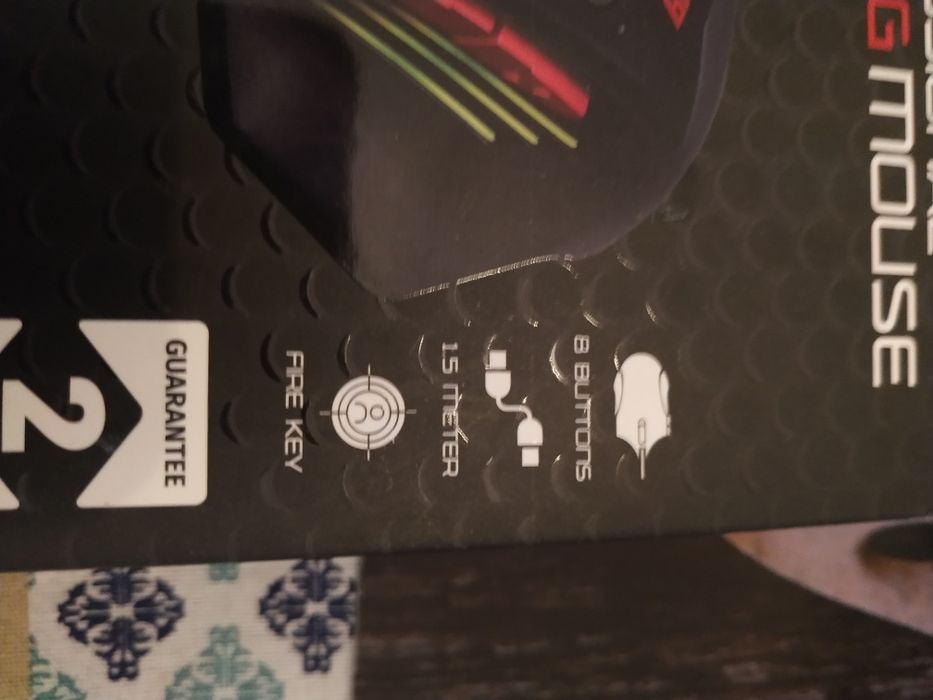 G MOUSE
8 BUTTONS
1.5 METER
FIRE KEY
GUARANTEE
2